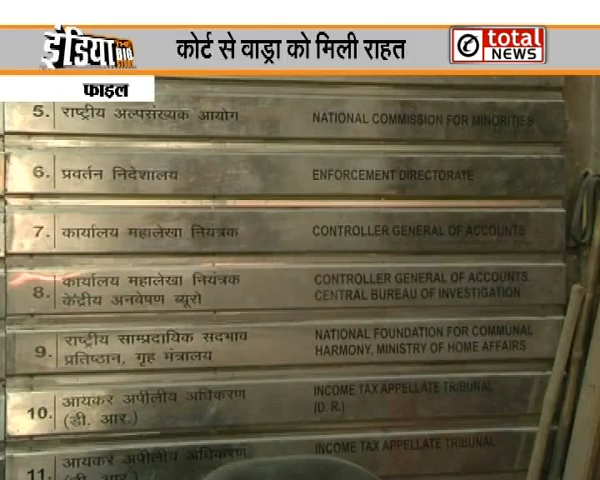 इंडिया
THE BIG
कोर्ट से वाड्रा को मिली राहत
total
NEWS
फाइल
5. राष्ट्रीय अल्पसंख्यक आयोग NATIONAL COMMISSION FOR MINORITIES
6. प्रवर्तन निदेशालय ENFORCEMENT DIRECTORATE
7. कार्यालय महालेखा नियंत्रक CONTROLLER GENERAL OF ACCOUNTS
8. कार्यालय महालेखा नियंत्रक CONTROLLER GENERAL OF ACCOUNTS.
केंद्रीय अनवेषण ब्यूरो CENTRAL BUREAU OF INVESTIGATION
9. राष्ट्रीय साम्प्रदायिक सदभाव NATIONAL FOUNDATION FOR COMMUNAL
प्रतिष्ठान, गृह मंत्रालय HARMONY, MINISTRY OF HOME AFFAIRS
10. आयकर अपीलीय अधिकरण INCOME TAX APPELLATE TRIBUNAL
(डी. आर.) (D. R.)
11. आयकर अपीलीय अधिकरण INCOME TAX APPELLATE TRIBUNAL